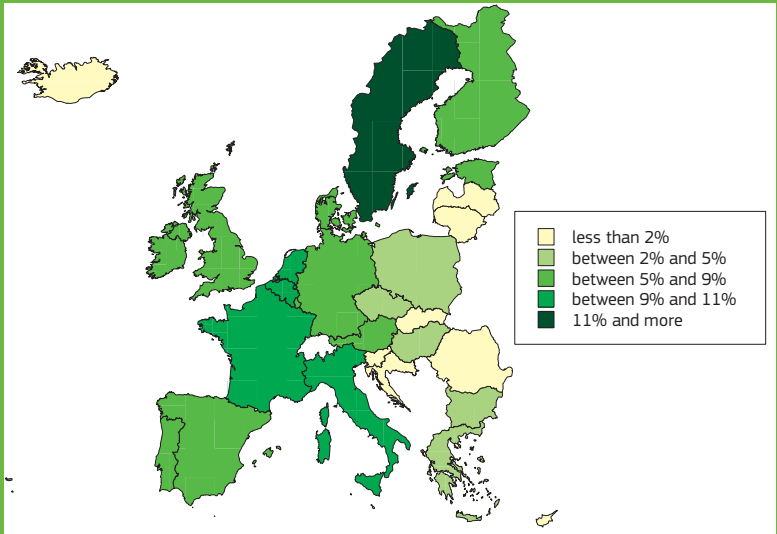 less than 2%
between 2% and 5%
between 5% and 9%
between 9% and 11%
11% and more